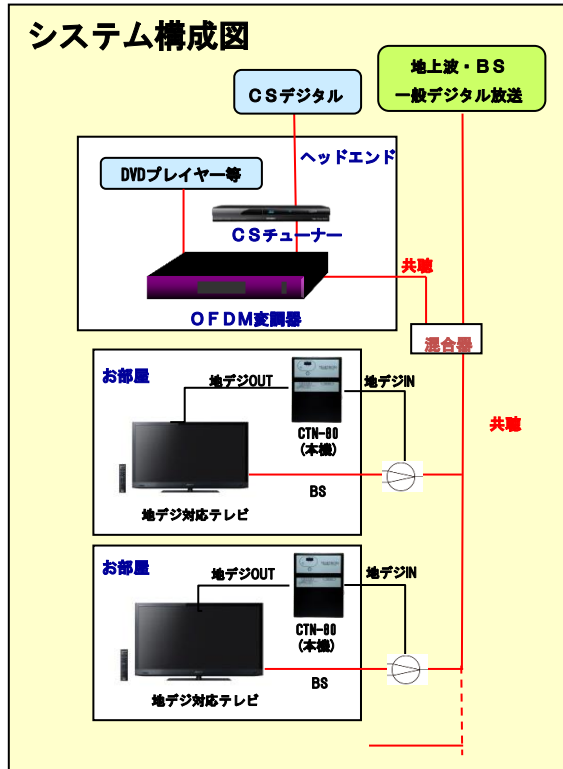 システム構成図
地上波・ＢＳ
一般デジタル放送
ＣＳデジタル
ヘッドエンド
DVDプレイヤー等
ＣＳチューナー
ＯＦＤＭ変調器
共聴
混合器
お部屋
地デジOUT
地デジIN
CTN-80
(本機)
共聴
BS
地デジ対応テレビ
お部屋
地デジOUT
地デジIN
CTN-80
(本機)
BS
地デジ対応テレビ